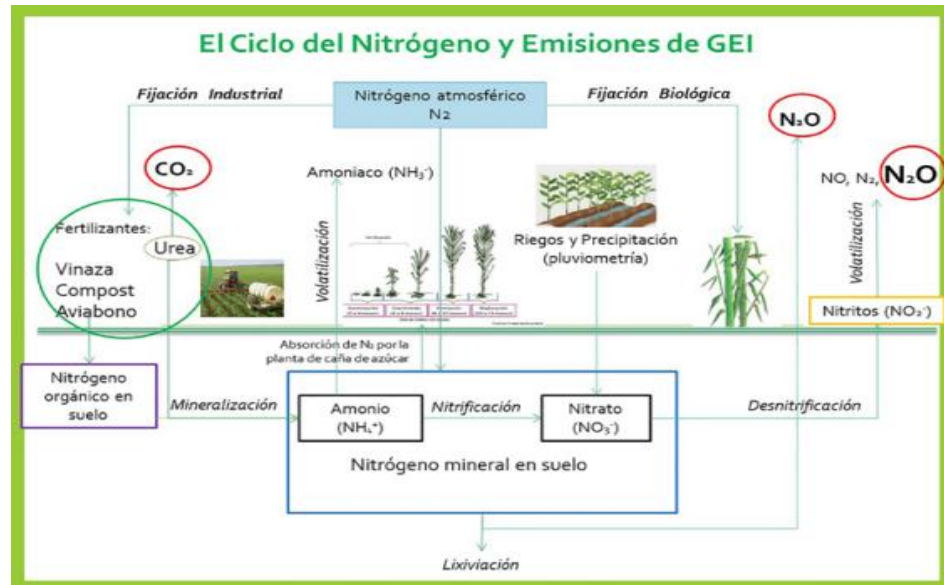 El Ciclo del Nitrógeno y Emisiones de GEI
Fijación Industrial
Nitrógeno atmosférico
N2
Fijación Biológica
N₂O
CO₂
Amoniaco (NH₃⁻)
NO, N₂, N₂O
Fertilizantes:
Urea
Vinaza
Compost
Aviabono
Volatilización
Riegos y Precipitación
(pluviometría)
Volatilización
Nitritos (NO₂⁻)
Absorción de N₂ por la
planta de caña de azúcar
Nitrógeno
orgánico en
suelo
Mineralización
Amonio
(NH₄⁺)
Nitrificación
Nitrato
(NO₃⁻)
Desnitrificación
Nitrógeno mineral en suelo
Lixiviación